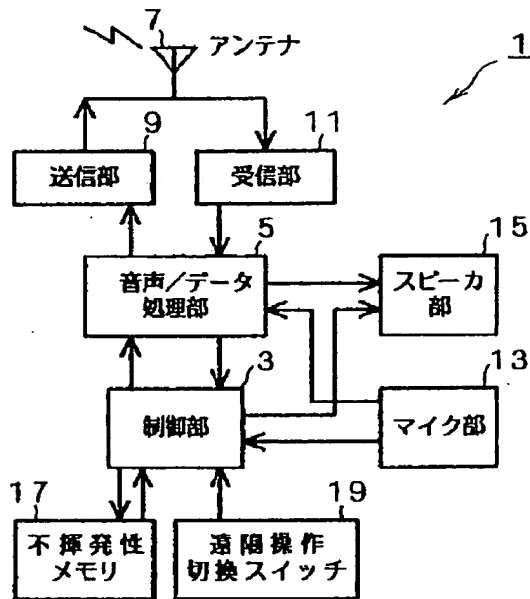 7
アンテナ
1
9
11
送信部
受信部
5
15
音声/データ
処理部
スピーカ
部
3
13
制御部
マイク部
17
19
不揮発性
メモリ
遠隔操作
切換スイッチ